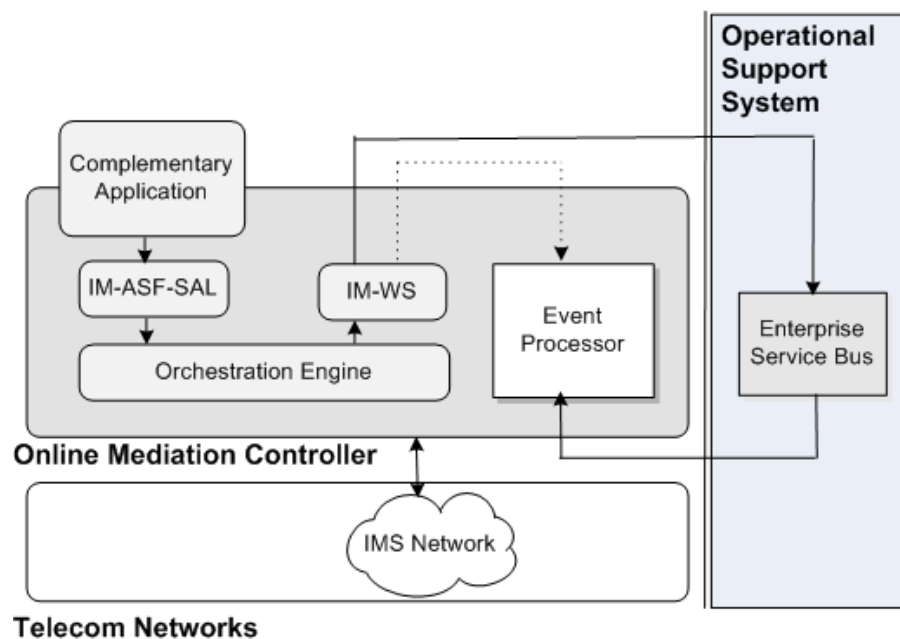 Operational
Support
System
Complementary
Application
IM-ASF-SAL
IM-WS
Event
Processor
Enterprise
Service Bus
Orchestration Engine
Online Mediation Controller
IMS Network
Telecom Networks